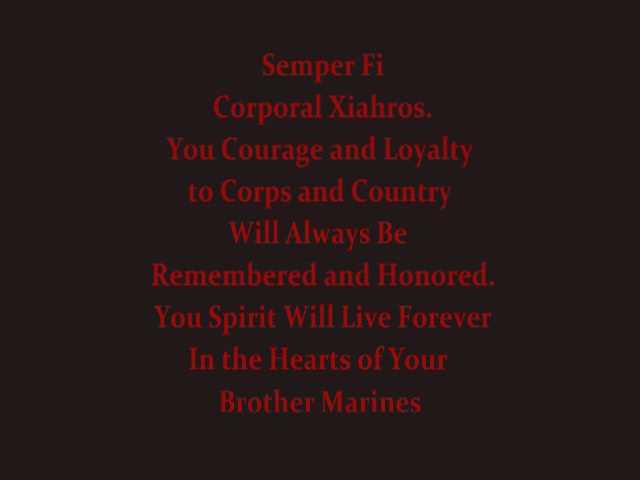 Semper Fi
Corporal Xiahros.
You Courage and Loyalty
to Corps and Country
Will Always Be
Remembered and Honored.
You Spirit Will Live Forever
In the Hearts of Your
Brother Marines